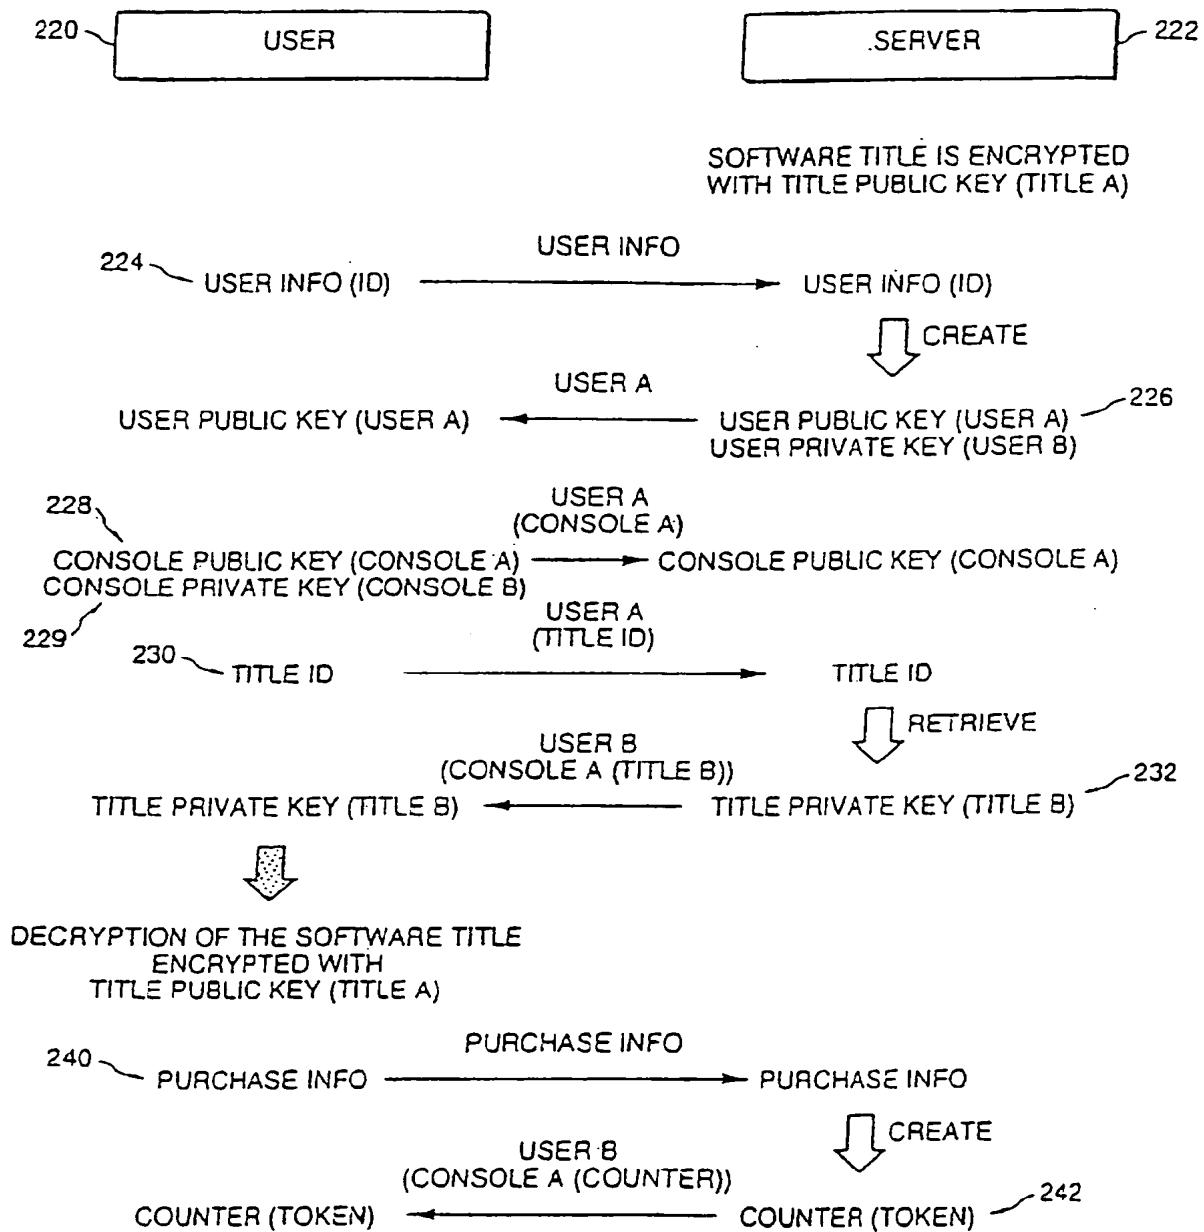 220
USER
.SERVER
222
SOFTWARE TITLE IS ENCRYPTED
WITH TITLE PUBLIC KEY (TITLE A)
224
USER INFO (ID)
USER INFO
USER INFO (ID)
CREATE
USER PUBLIC KEY (USER A)
USER A
USER PUBLIC KEY (USER A)
USER PRIVATE KEY (USER B)
226
228
CONSOLE PUBLIC KEY (CONSOLE A)
CONSOLE PRIVATE KEY (CONSOLE B)
229
USER A
(CONSOLE A)
CONSOLE PUBLIC KEY (CONSOLE A)
230
TITLE ID
USER A
(TITLE ID)
TITLE ID
RETRIEVE
TITLE PRIVATE KEY (TITLE B)
USER B
(CONSOLE A (TITLE B))
TITLE PRIVATE KEY (TITLE B)
232
DECRYPTION OF THE SOFTWARE TITLE
ENCRYPTED WITH
TITLE PUBLIC KEY (TITLE A)
240
PURCHASE INFO
PURCHASE INFO
PURCHASE INFO
CREATE
COUNTER (TOKEN)
USER B
(CONSOLE A (COUNTER))
COUNTER (TOKEN)
242